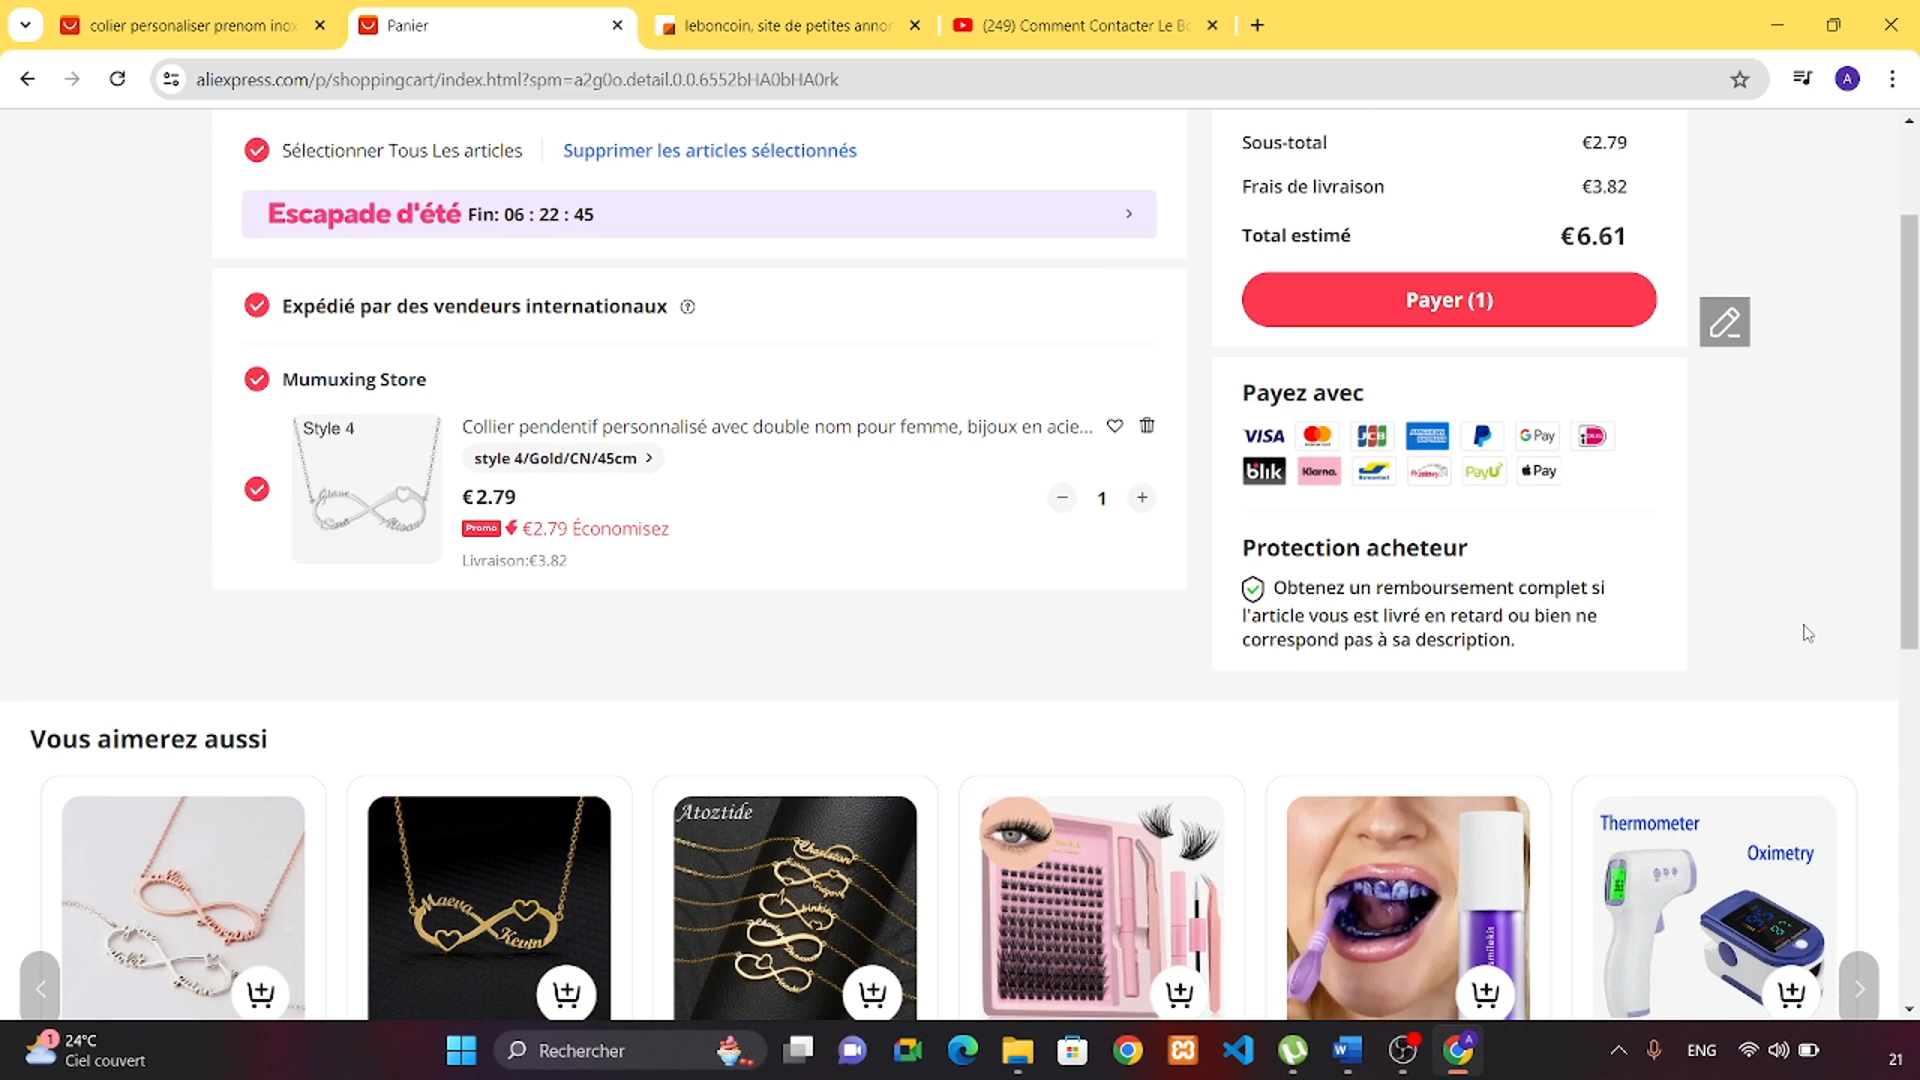 colier personaliser prenom inox
Panier
leboncoin, site de petites annor
(249) Comment Contacter Le Bo
aliexpress.com/p/shoppingcart/index.html?spm=a2g0o.detail.0.0.6552bHA0bHA0rk
A
Sélectionner Tous Les articles
Supprimer les articles sélectionnés
Escapade d'été Fin: 06 : 22 : 45
Expédié par des vendeurs internationaux
Mumuxing Store
Style 4
Collier pendentif personnalisé avec double nom pour femme, bijoux en acie...
style 4/Gold/CN/45cm
€2.79
1
Promo €2.79 Économisez
Livraison:€3.82
Sous-total €2.79
Frais de livraison €3.82
Total estimé €6.61
Payer (1)
Payez avec
VISA JCB G Pay
blik Klarna. PayU Pay
Protection acheteur
Obtenez un remboursement complet si
l'article vous est livré en retard ou bien ne
correspond pas à sa description.
Vous aimerez aussi
Maeva
Kevin
Atoztide
smilekit
Thermometer
Oximetry
1
24°C
Ciel couvert
Rechercher
ENG
21